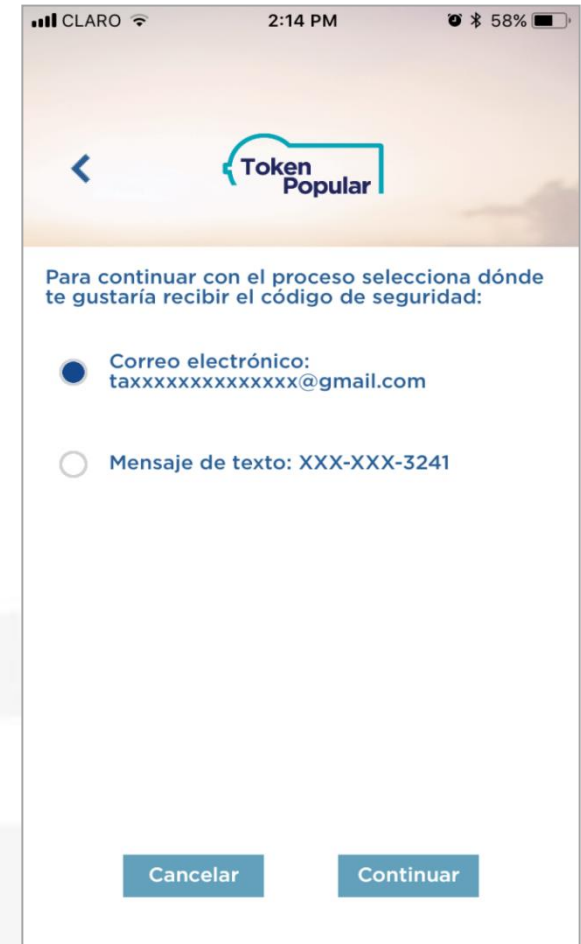 CLARO 2:14 PM 58%
Token
Popular
Para continuar con el proceso selecciona dónde
te gustaría recibir el código de seguridad:
Correo electrónico:
taxxxxxxxxxxxxxx@gmail.com
Mensaje de texto: XXX-XXX-3241
Cancelar Continuar